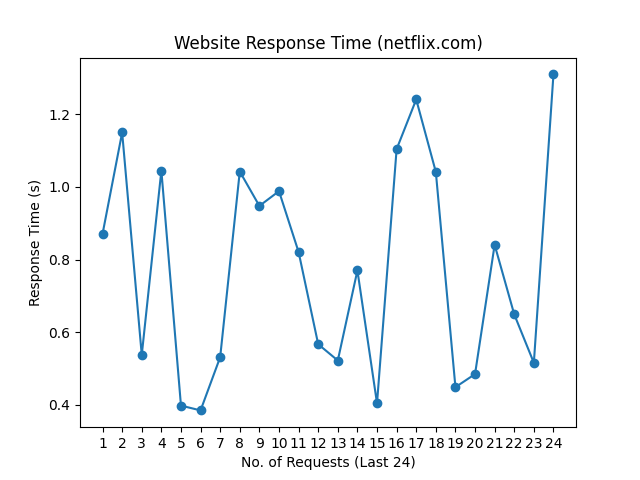 Website Response Time (netflix.com)
Response Time (s)
1.2
1.0
0.8
0.6
0.4
1 2 3 4 5 6 7 8 9 10 11 12 13 14 15 16 17 18 19 20 21 22 23 24
No. of Requests (Last 24)